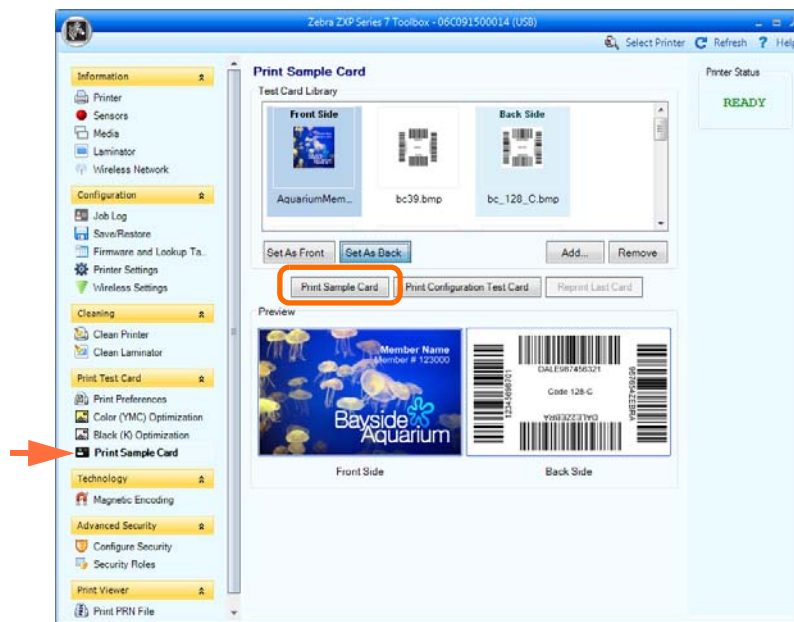 Zebra ZXP Series 7 Toolbox - 06C091500014 (USB)
Select Printer Refresh ? Help
Information
Printer
Sensors
Media
Laminator
Wireless Network
Configuration
Job Log
Save/Restore
Firmware and Lookup Ta..
Printer Settings
Wireless Settings
Cleaning
Clean Printer
Clean Laminator
Print Test Card
Print Preferences
Color (YMC) Optimization
Black (K) Optimization
Print Sample Card
Technology
Magnetic Encoding
Advanced Security
Configure Security
Security Roles
Print Viewer
Print PRN File
Print Sample Card
Test Card Library
Front Side
Back Side
AquariumMem... bc39.bmp bc_128_C.bmp
Set As Front Set As Back Add... Remove
Print Sample Card Print Configuration Test Card Reprint Last Card
Preview
Member Name
Member # 123000
Bayside
Aquarium
DALE987456321
Code 128-C
12345698701
987654ZEBRA
Front Side Back Side
Printer Status
READY